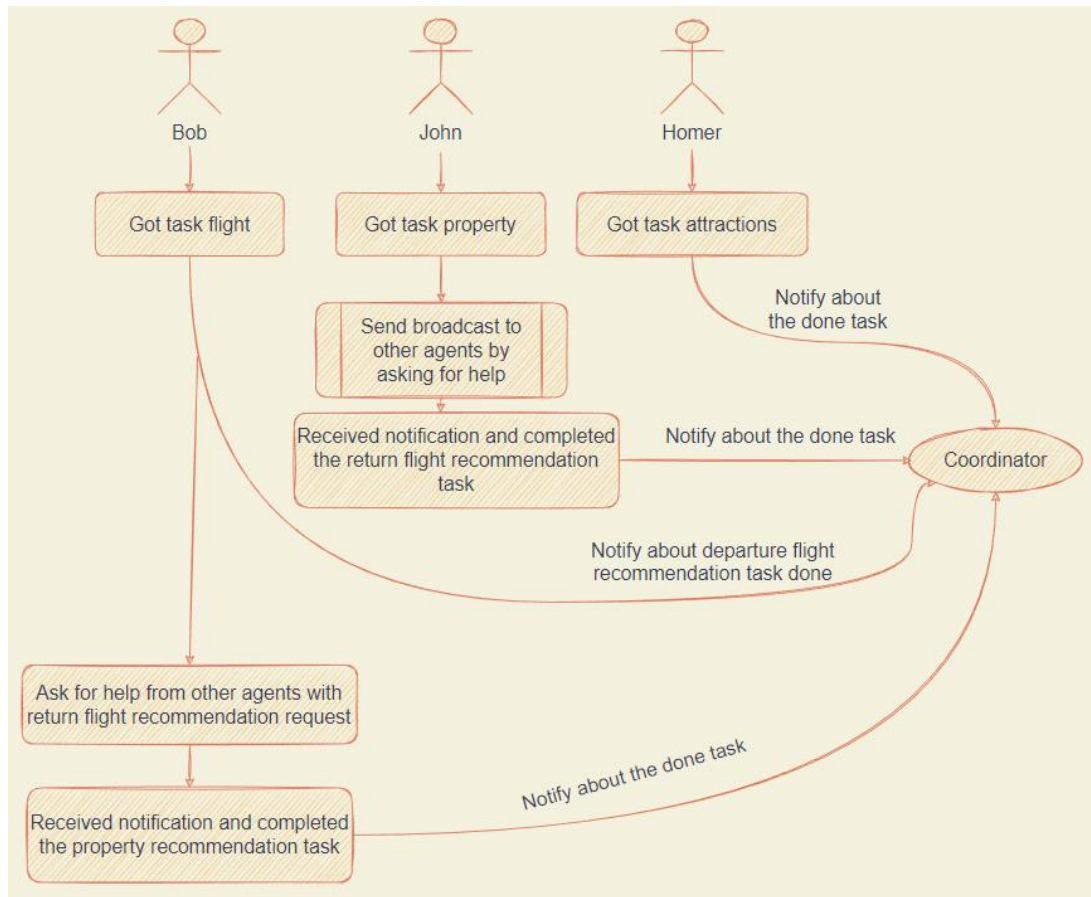 Bob
John
Homer
Got task flight
Got task property
Got task attractions
Notify about
the done task
Send broadcast to
other agents by
asking for help
Received notification and completed
the return flight recommendation
task
Notify about the done task
Coordinator
Notify about departure flight
recommendation task done
Ask for help from other agents with
return flight recommendation request
Notify about the done task
Received notification and completed
the property recommendation task